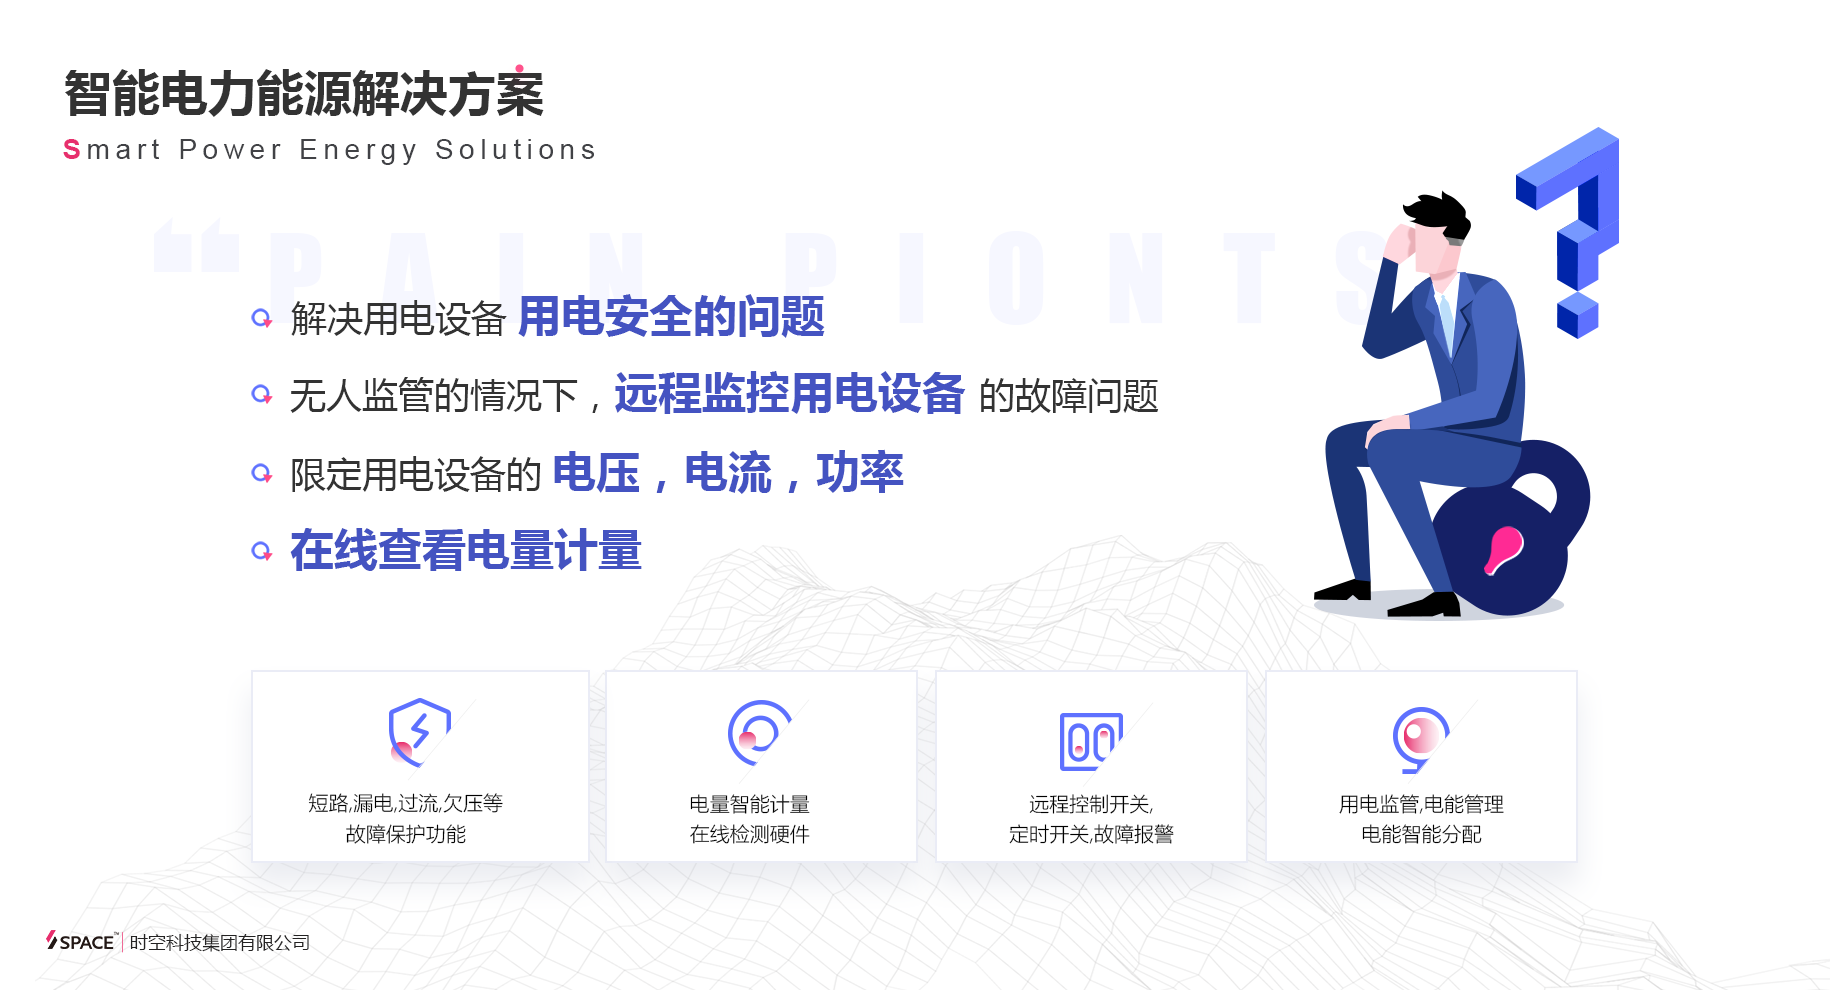 智能电力能源解决方案
Smart Power Energy Solutions
“PAIN PIONTS
解决用电设备 用电安全的问题
无人监管的情况下，远程监控用电设备 的故障问题
限定用电设备的 电压，电流，功率
在线查看电量计量
短路,漏电,过流,欠压等
故障保护功能
电量智能计量
在线检测硬件
远程控制开关,
定时开关,故障报警
用电监管,电能管理
电能智能分配
SPACE™ 时空科技集团有限公司